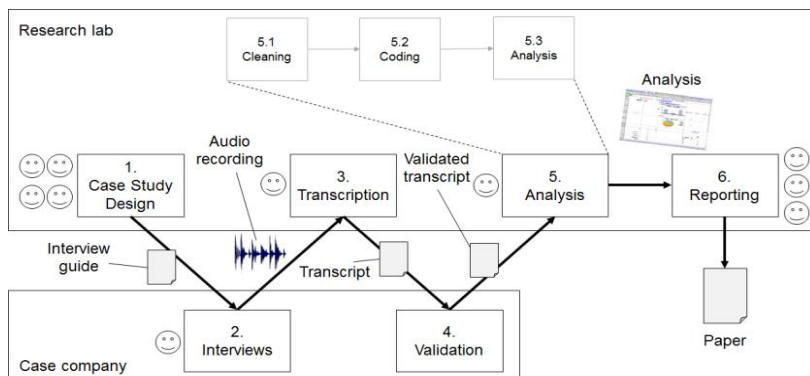 Research lab
5.1
Cleaning
5.2
Coding
5.3
Analysis
Analysis
1.
Case Study
Design
Audio
recording
3.
Transcription
Validated
transcript
5.
Analysis
6.
Reporting
Interview
guide
Transcript
2.
Interviews
4.
Validation
Paper
Case company